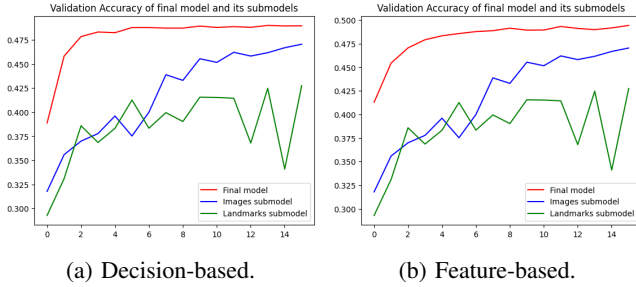 Validation Accuracy of final model and its submodels
0.475
0.450
0.425
0.400
0.375
0.350
0.325
0.300
Final model
Images submodel
Landmarks submodel
0 2 4 6 8 10 12 14
(a) Decision-based.
Validation Accuracy of final model and its submodels
0.500
0.475
0.450
0.425
0.400
0.375
0.350
0.325
0.300
Final model
Images submodel
Landmarks submodel
0 2 4 6 8 10 12 14
(b) Feature-based.